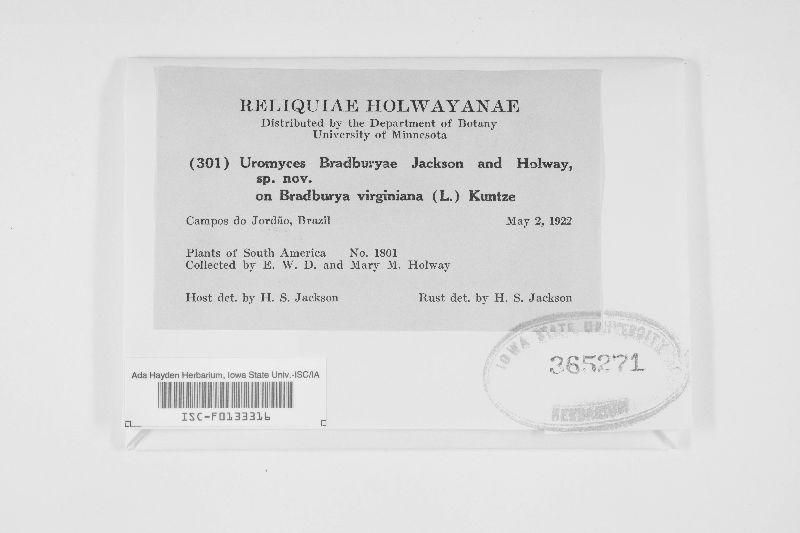 RELIQUIAE HOLWAYANAE
Distributed by the Department of Botany
University of Minnesota
(301) Uromyces Bradburyae Jackson and Holway,
sp. nov.
on Bradburya virginiana (L.) Kuntze
Campos do Jordão, Brazil May 2, 1922
Plants of South America No. 1801
Collected by E. W. D. and Mary M. Holway
Host det. by H. S. Jackson Rust det. by H. S. Jackson
IOWA STATE UNIVERSITY
365271
HERBARIUM
Ada Hayden Herbarium, Iowa State Univ.-ISC/IA
ISC-F0133316